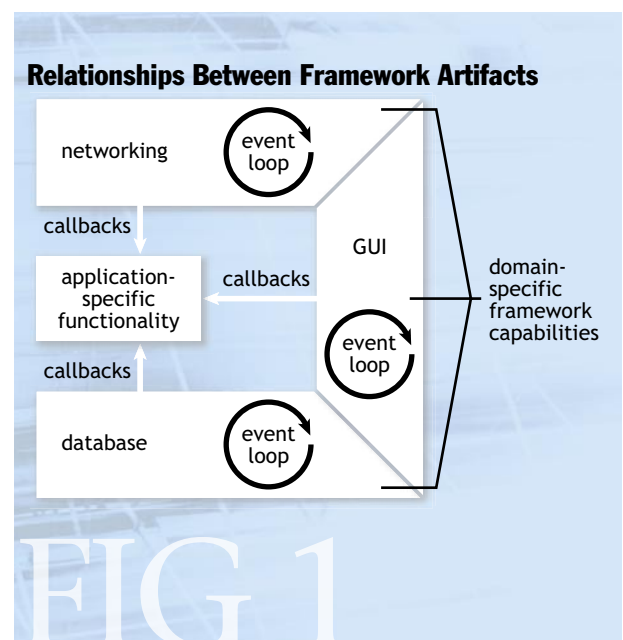 Relationships Between Framework Artifacts
networking
event
loop
callbacks
GUI
application-
specific
functionality
callbacks
domain-
specific
framework
capabilities
event
loop
callbacks
database
event
loop
FIG 1